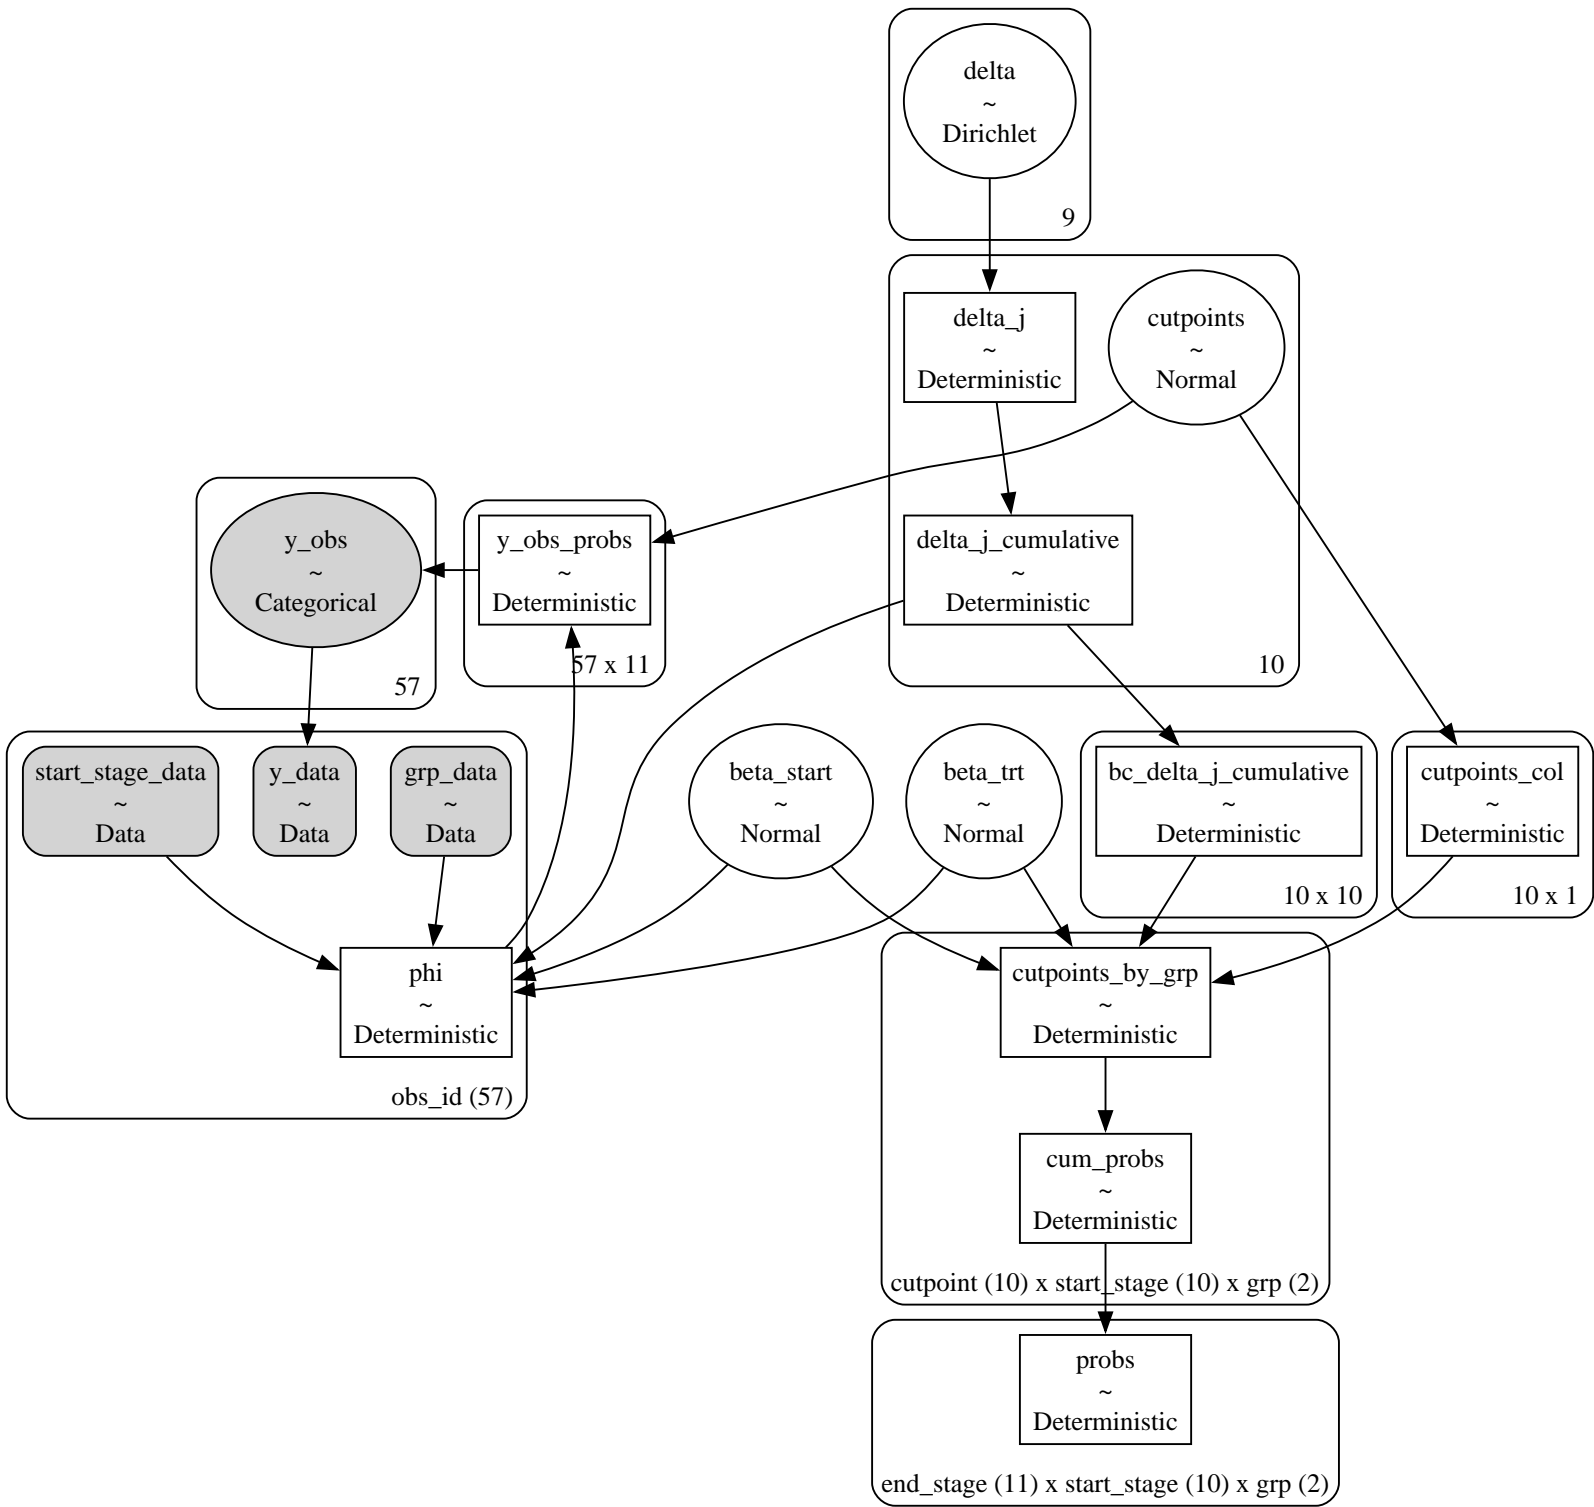 delta
~
Dirichlet
9
delta_j
~
Deterministic
cutpoints
~
Normal
delta_j_cumulative
~
Deterministic
10
y_obs
~
Categorical
57
y_obs_probs
~
Deterministic
57 x 11
start_stage_data
~
Data
y_data
~
Data
grp_data
~
Data
phi
~
Deterministic
obs_id (57)
beta_start
~
Normal
beta_trt
~
Normal
bc_delta_j_cumulative
~
Deterministic
10 x 10
cutpoints_col
~
Deterministic
10 x 1
cutpoints_by_grp
~
Deterministic
cum_probs
~
Deterministic
cutpoint (10) x start_stage (10) x grp (2)
probs
~
Deterministic
end_stage (11) x start_stage (10) x grp (2)